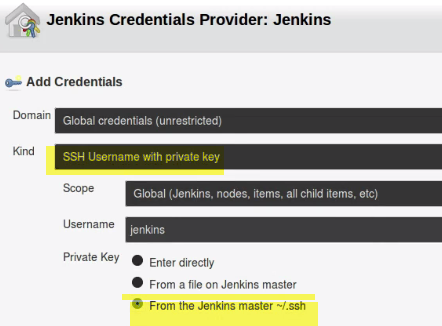 Jenkins Credentials Provider: Jenkins
Add Credentials
Domain Global credentials (unrestricted)
Kind SSH Username with private key
Scope Global (Jenkins, nodes, items, all child items, etc)
Username jenkins
Private Key Enter directly
From a file on Jenkins master
From the Jenkins master ~/.ssh